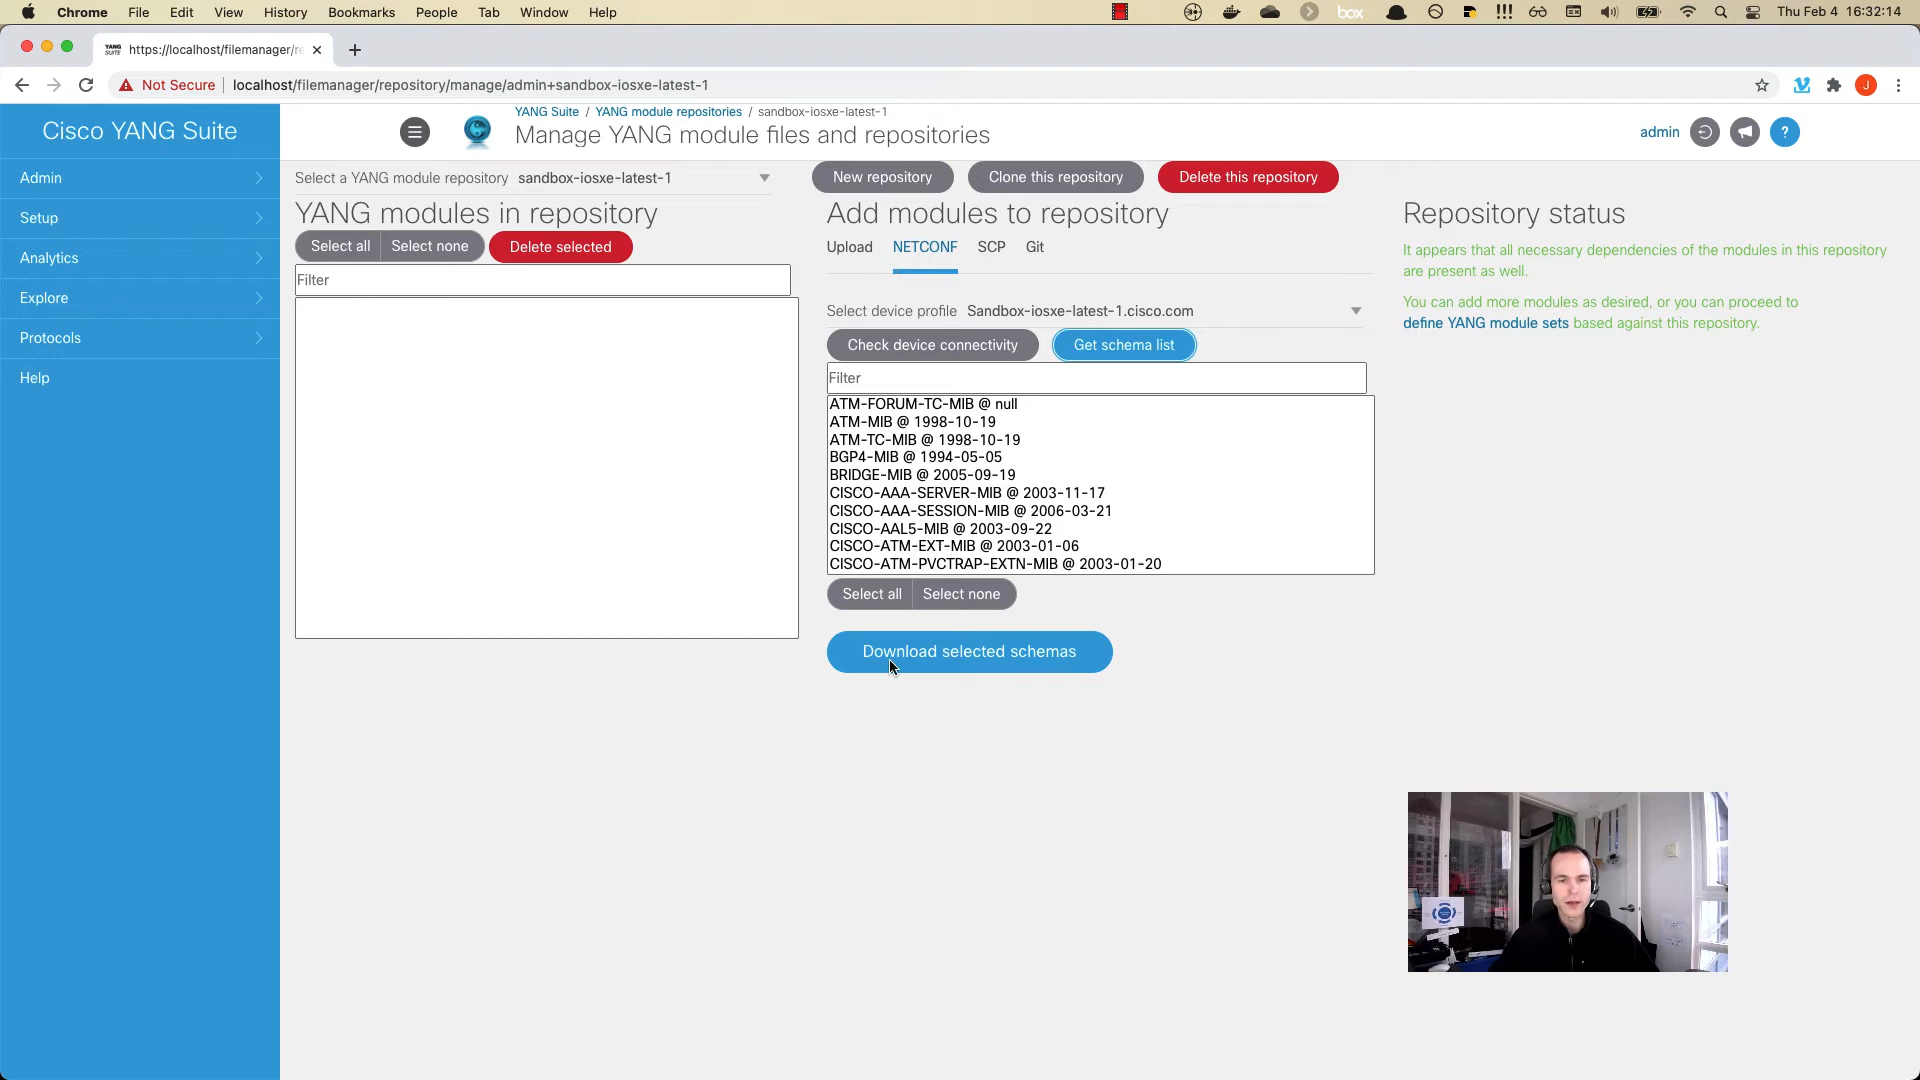 Chrome File Edit View History Bookmarks People Tab Window Help box Thu Feb 4 16:32:14
YANG SUITE https://localhost/filemanager/re
Not Secure localhost/filemanager/repository/manage/admin+sandbox-iosxe-latest-1 J
Cisco YANG Suite
Admin
Setup
Analytics
Explore
Protocols
Help
YANG Suite / YANG module repositories / sandbox-iosxe-latest-1
Manage YANG module files and repositories
admin ?
Select a YANG module repository sandbox-iosxe-latest-1
New repository Clone this repository Delete this repository
YANG modules in repository
Select all Select none Delete selected
Filter
Add modules to repository
Upload NETCONF SCP Git
Select device profile Sandbox-iosxe-latest-1.cisco.com
Check device connectivity Get schema list
Filter
ATM-FORUM-TC-MIB @ null
ATM-MIB @ 1998-10-19
ATM-TC-MIB @ 1998-10-19
BGP4-MIB @ 1994-05-05
BRIDGE-MIB @ 2005-09-19
CISCO-AAA-SERVER-MIB @ 2003-11-17
CISCO-AAA-SESSION-MIB @ 2006-03-21
CISCO-AAL5-MIB @ 2003-09-22
CISCO-ATM-EXT-MIB @ 2003-01-06
CISCO-ATM-PVCTRAP-EXTN-MIB @ 2003-01-20
Select all Select none
Download selected schemas
Repository status
It appears that all necessary dependencies of the modules in this repository
are present as well.
You can add more modules as desired, or you can proceed to
define YANG module sets based against this repository.